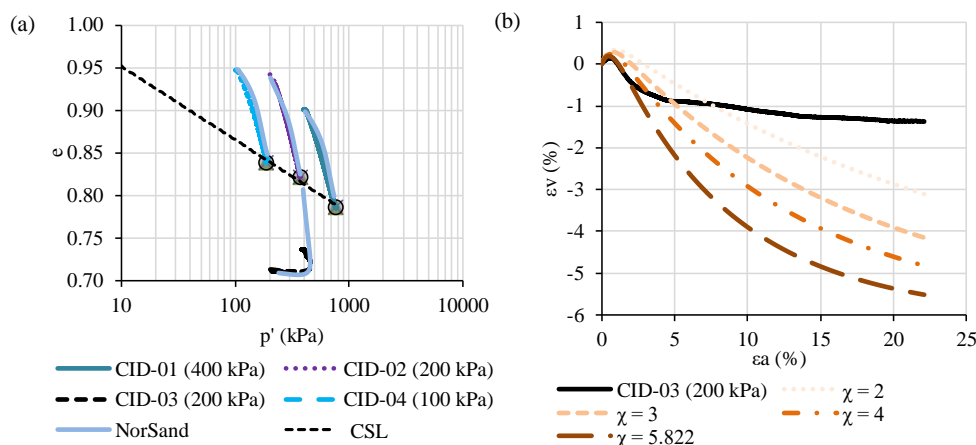 (a)
1.00
0.95
0.90
0.85
0.80
0.75
0.70
e
10 100 1000 10000
p' (kPa)
CID-01 (400 kPa) CID-02 (200 kPa)
CID-03 (200 kPa) CID-04 (100 kPa)
NorSand CSL
(b)
1
0
-1
-2
-3
-4
-5
-6
εv (%)
0 5 10 15 20 25
εa (%)
CID-03 (200 kPa) χ = 2
χ = 3 χ = 4
χ = 5.822